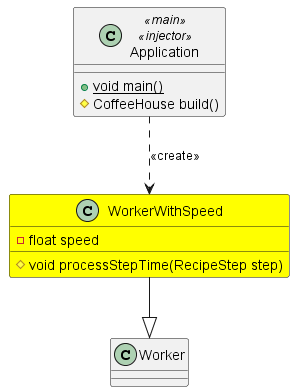 «main»
«injector»
C Application
void main()
CoffeeHouse build()
«create»
C WorkerWithSpeed
float speed
void processStepTime(RecipeStep step)
C Worker